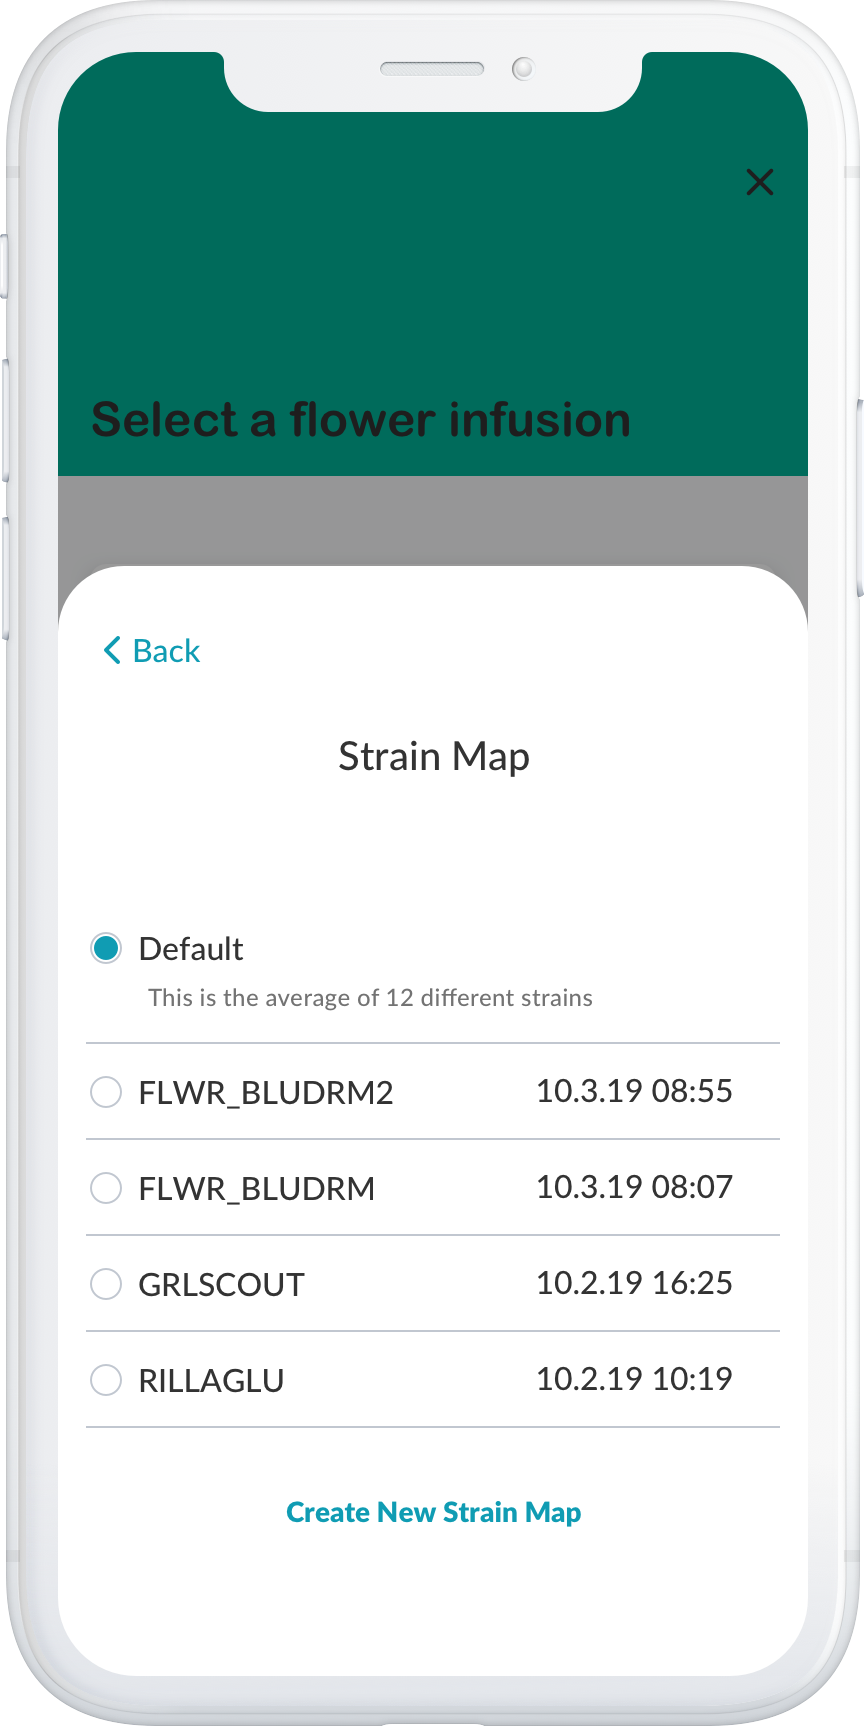 Select a flower infusion
Back
Strain Map
Default
This is the average of 12 different strains
FLWR_BLUDRM2 10.3.19 08:55
FLWR_BLUDRM 10.3.19 08:07
GRLSCOUT 10.2.19 16:25
RILLAGLU 10.2.19 10:19
Create New Strain Map